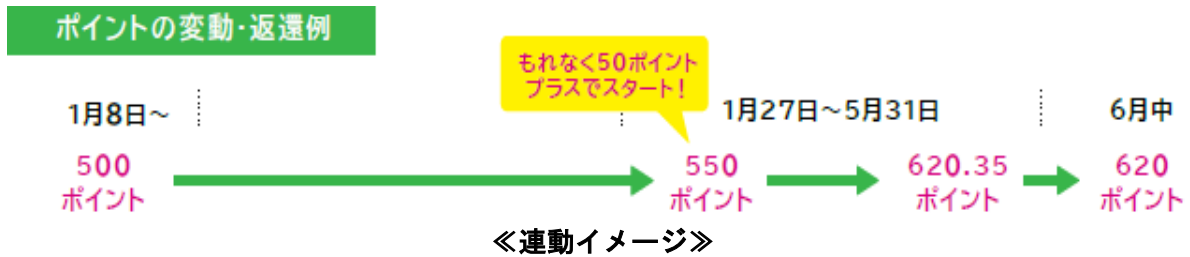 ポイントの変動・返還例
もれなく50ポイント
プラスでスタート!
1月8日～
1月27日～5月31日
6月中
500
ポイント
550
ポイント
620.35
ポイント
620
ポイント
≪連動イメージ≫